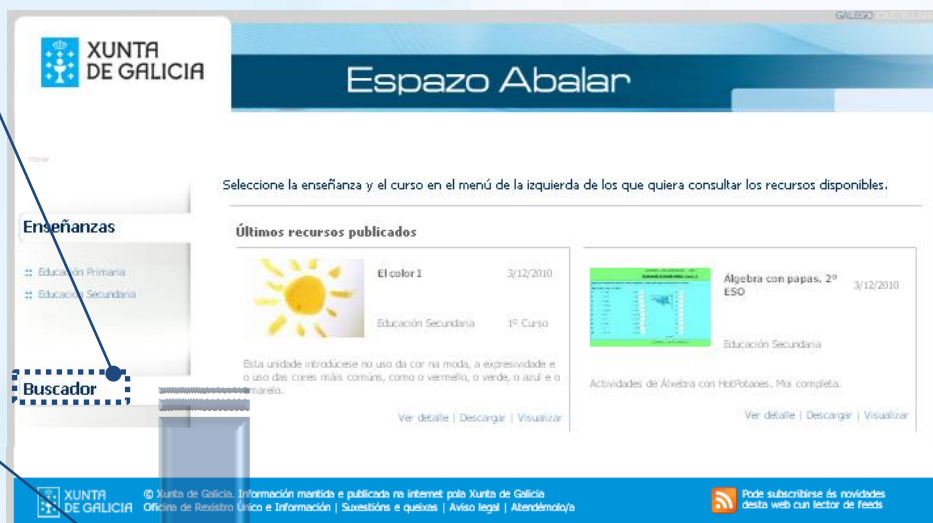 GALEGO CASTELLANO
XUNTA
DE GALICIA
Espazo Abalar
Home
Seleccione la enseñanza y el curso en el menú de la izquierda de los que quiera consultar los recursos disponibles.
Enseñanzas
Educación Primaria
Educación Secundaria
Buscador
Últimos recursos publicados
El color I
3/12/2010
Educación Secundaria
1º Curso
Esta unidade introdúcese no uso da cor na moda, a expresividade e
o uso das cores máis comúns, como o vermello, o verde, o azul e o
amarelo.
Ver detalle | Descargar | Visualizar
Álgebra con papas. 2º
ESO
3/12/2010
Educación Secundaria
Actividades de Álxebra con HotPotaoes. Moi completa.
Ver detalle | Descargar | Visualizar
XUNTA
DE GALICIA
© Xunta de Galicia. Información mantida e publicada na internet pola Xunta de Galicia
Oficina de Rexistro Único e Información | Suxestións e queixas | Aviso legal | Atendémolo/a
Pode subscribirse ás novidades
desta web cun lector de feeds